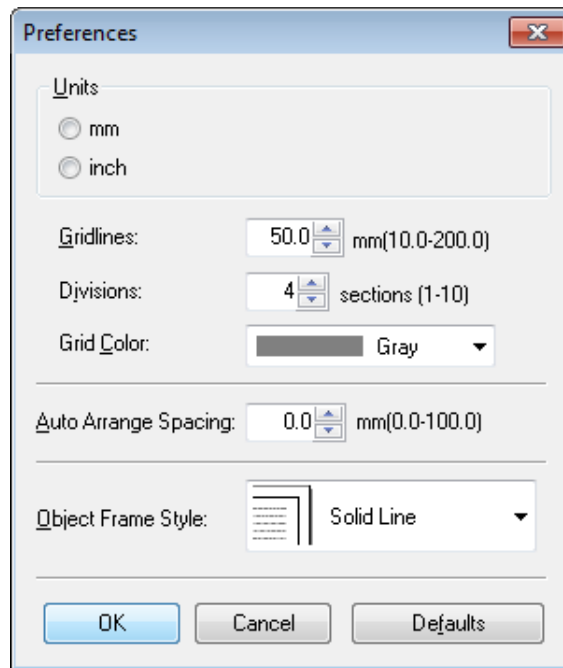 Preferences
Units
mm
inch
Gridlines: 50.0 mm(10.0-200.0)
Divisions: 4 sections (1-10)
Grid Color: Gray
Auto Arrange Spacing: 0.0 mm(0.0-100.0)
Object Frame Style: Solid Line
OK Cancel Defaults